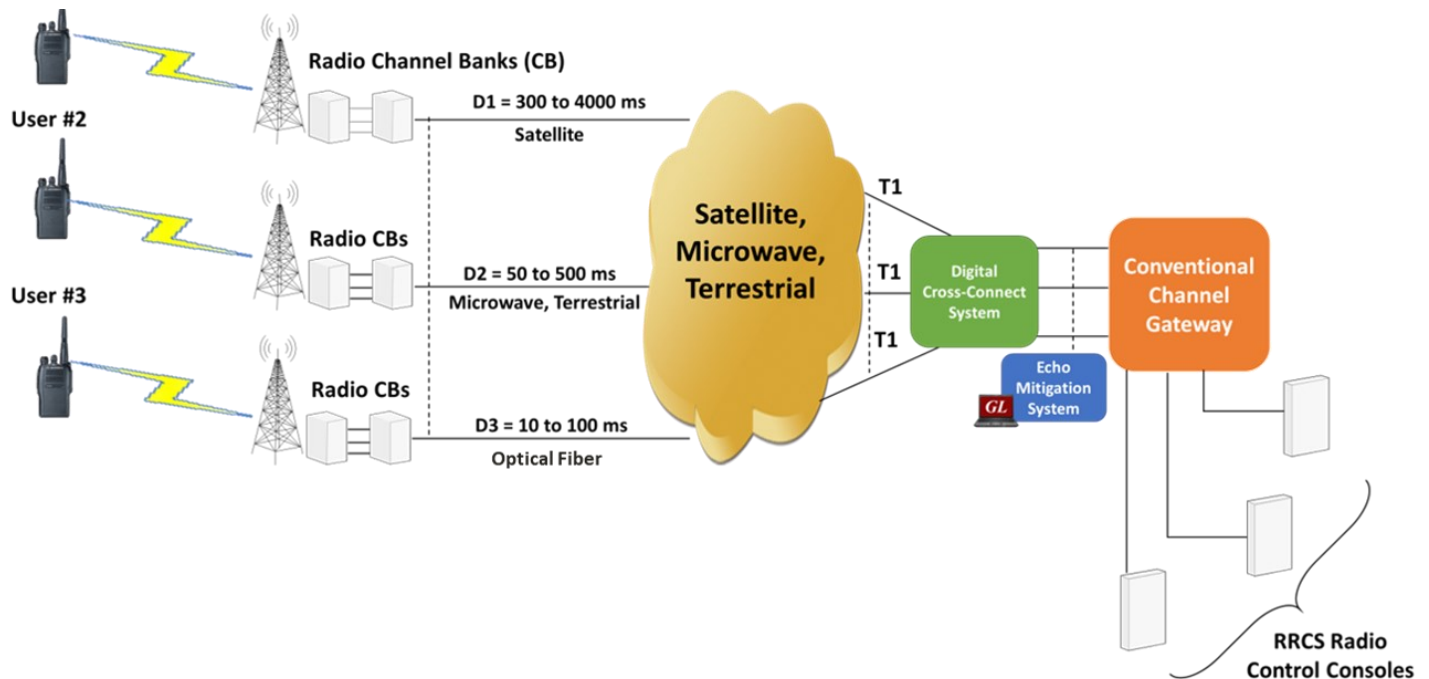 Radio Channel Banks (CB)
D1 = 300 to 4000 ms
Satellite
User #2
Radio CBs
D2 = 50 to 500 ms
Microwave, Terrestrial
User #3
Radio CBs
D3 = 10 to 100 ms
Optical Fiber
Satellite,
Microwave,
Terrestrial
T1
T1
T1
Digital
Cross-Connect
System
Conventional
Channel
Gateway
Echo
Mitigation
System
GL
RRCS Radio
Control Consoles